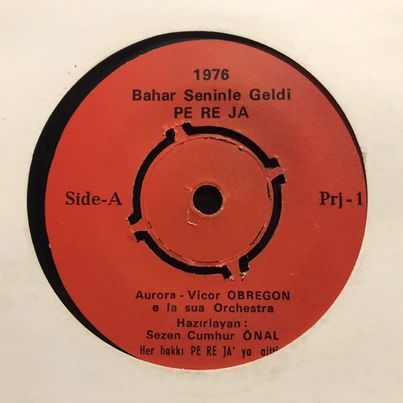 1976
Bahar Seninle Geldi
PE RE JA
Side-A
Prj-1
Aurora - Vicor OBREGON
e la sua Orchestra
Hazırlayan :
Sezen Cumhur ÖNAL
Her hakkı PE RE JA' ya aitti